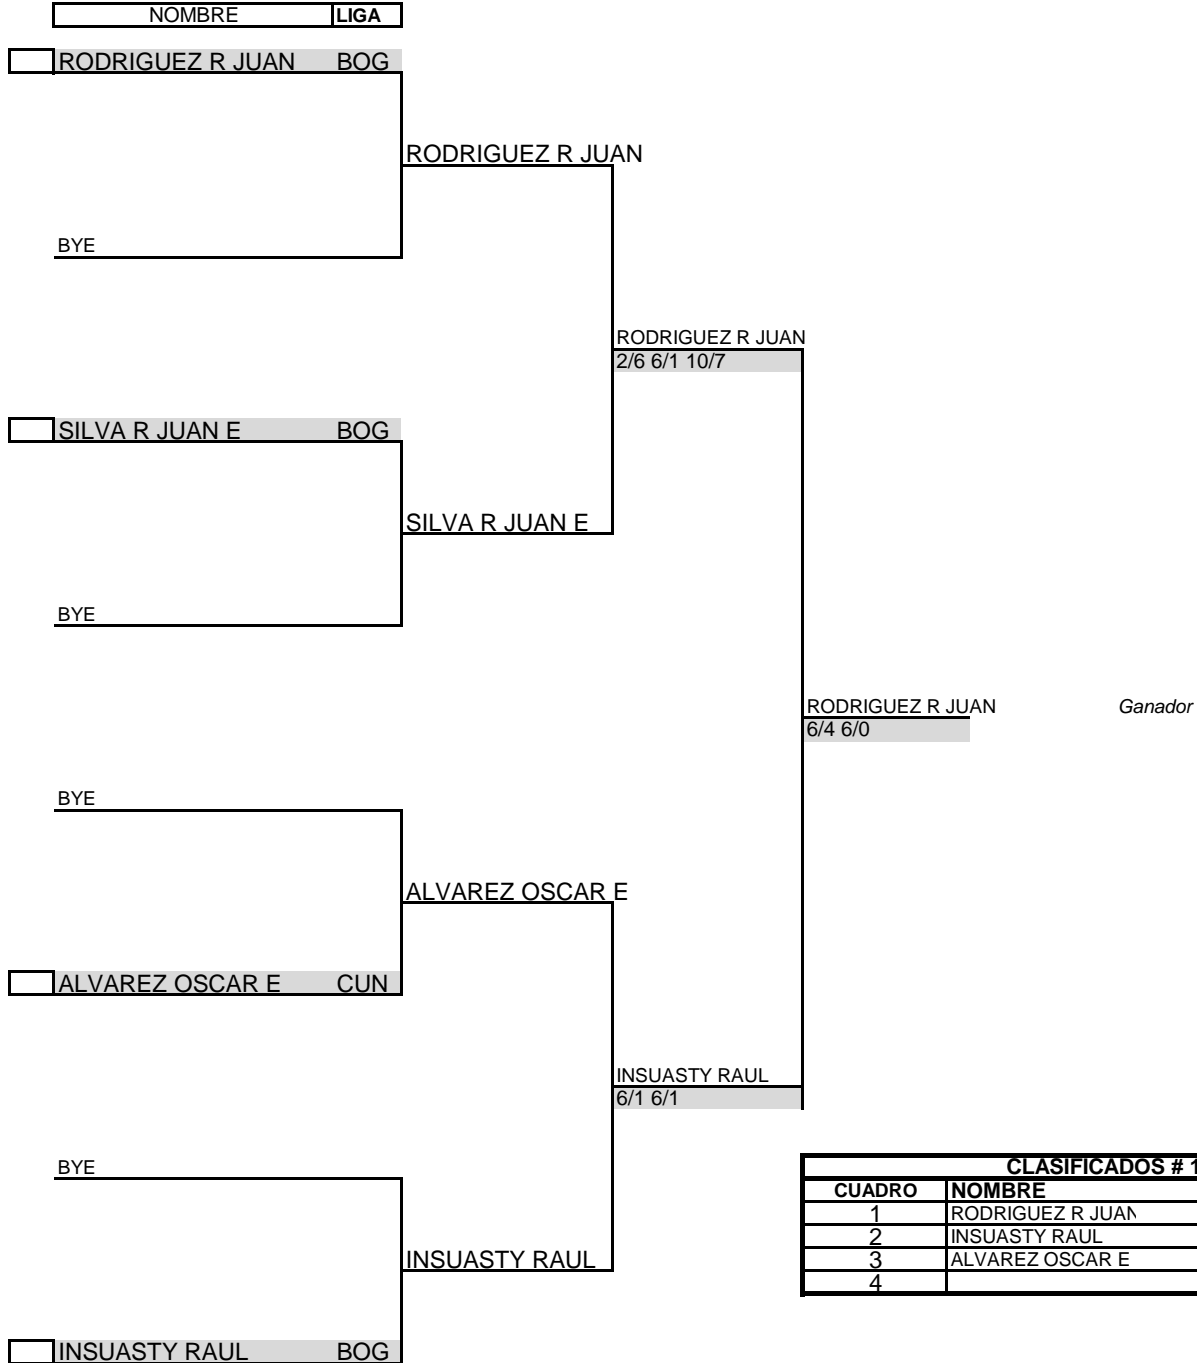 NOMBRE LIGA
RODRIGUEZ R JUAN BOG
RODRIGUEZ R JUAN
BYE
RODRIGUEZ R JUAN
2/6 6/1 10/7
SILVA R JUAN E BOG
SILVA R JUAN E
BYE
RODRIGUEZ R JUAN Ganador
6/4 6/0
BYE
ALVAREZ OSCAR E
ALVAREZ OSCAR E CUN
INSUASTY RAUL
6/1 6/1
BYE
CLASIFICADOS # 1
CUADRO NOMBRE
1 RODRIGUEZ R JUAN
2 INSUASTY RAUL
3 ALVAREZ OSCAR E
4
INSUASTY RAUL
INSUASTY RAUL BOG